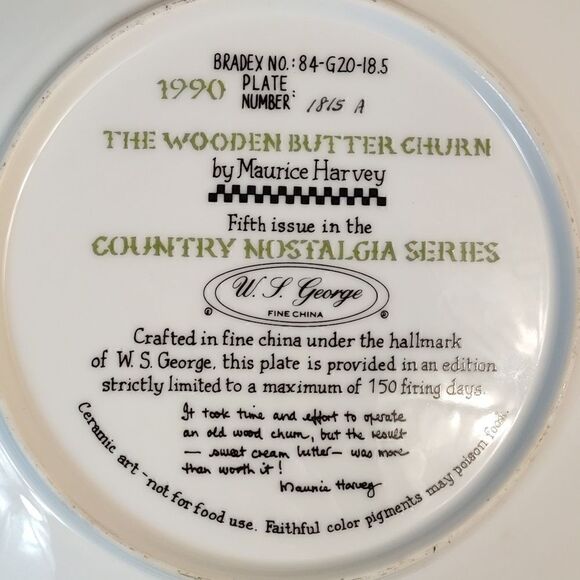 BRADEX NO.: 84-G20-18.5
1990 PLATE NUMBER: 1815 A
THE WOODEN BUTTER CHURN
by Maurice Harvey
Fifth issue in the
COUNTRY NOSTALGIA SERIES
W. S. George
FINE CHINA
Crafted in fine china under the hallmark
of W. S. George, this plate is provided in an edition
strictly limited to a maximum of 150 firing days.
It took time and effort to operate
an old wood churn, but the result
— sweet cream butter — was more
than worth it!
Maurice Harvey
Ceramic art - not for food use. Faithful color pigments may poison food.